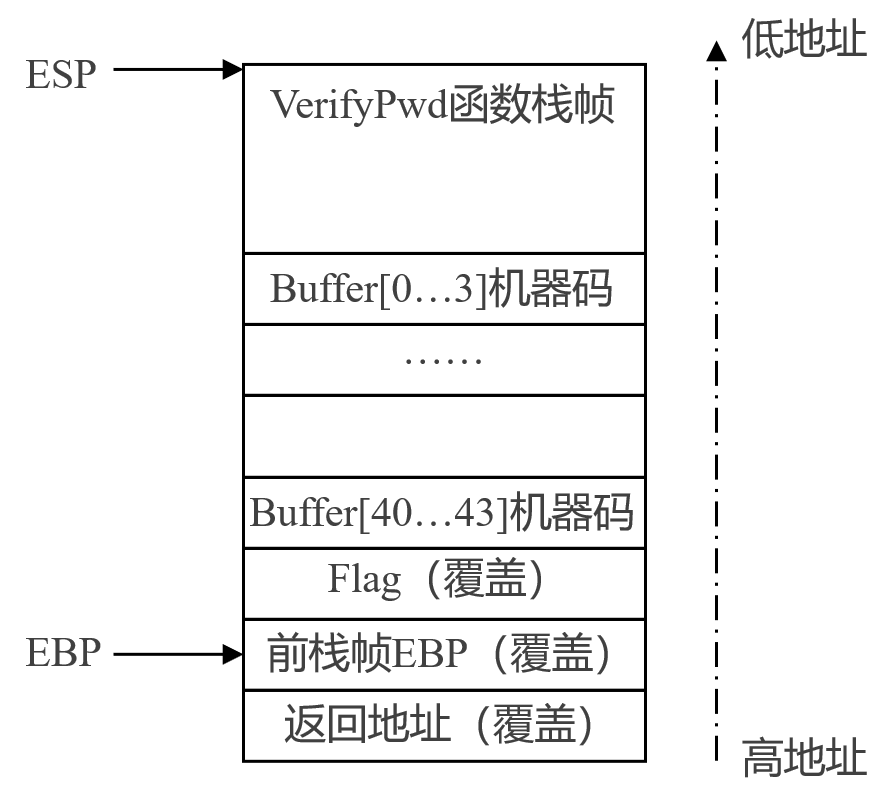 低地址
ESP
VerifyPwd函数栈帧
Buffer[0…3]机器码
……
Buffer[40…43]机器码
Flag（覆盖）
EBP
前栈帧EBP（覆盖）
返回地址（覆盖）
高地址